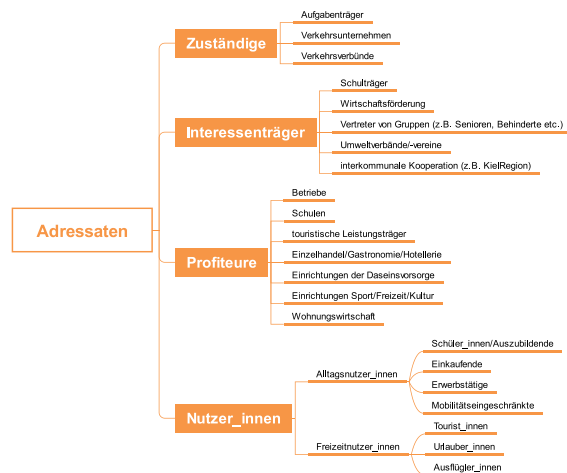 Adressaten
Zuständige
Aufgabenträger
Verkehrsunternehmen
Verkehrsverbünde
Interessenträger
Schulträger
Wirtschaftsförderung
Vertreter von Gruppen (z.B. Senioren, Behinderte etc.)
Umweltverbände/-vereine
interkommunale Kooperation (z.B. KielRegion)
Profiteure
Betriebe
Schulen
touristische Leistungsträger
Einzelhandel/Gastronomie/Hotellerie
Einrichtungen der Daseinsvorsorge
Einrichtungen Sport/Freizeit/Kultur
Wohnungswirtschaft
Nutzer_innen
Alltagsnutzer_innen
Schüler_innen/Auszubildende
Einkaufende
Erwerbstätige
Mobilitätseingeschränkte
Freizeitnutzer_innen
Tourist_innen
Urlauber_innen
Ausflügler_innen